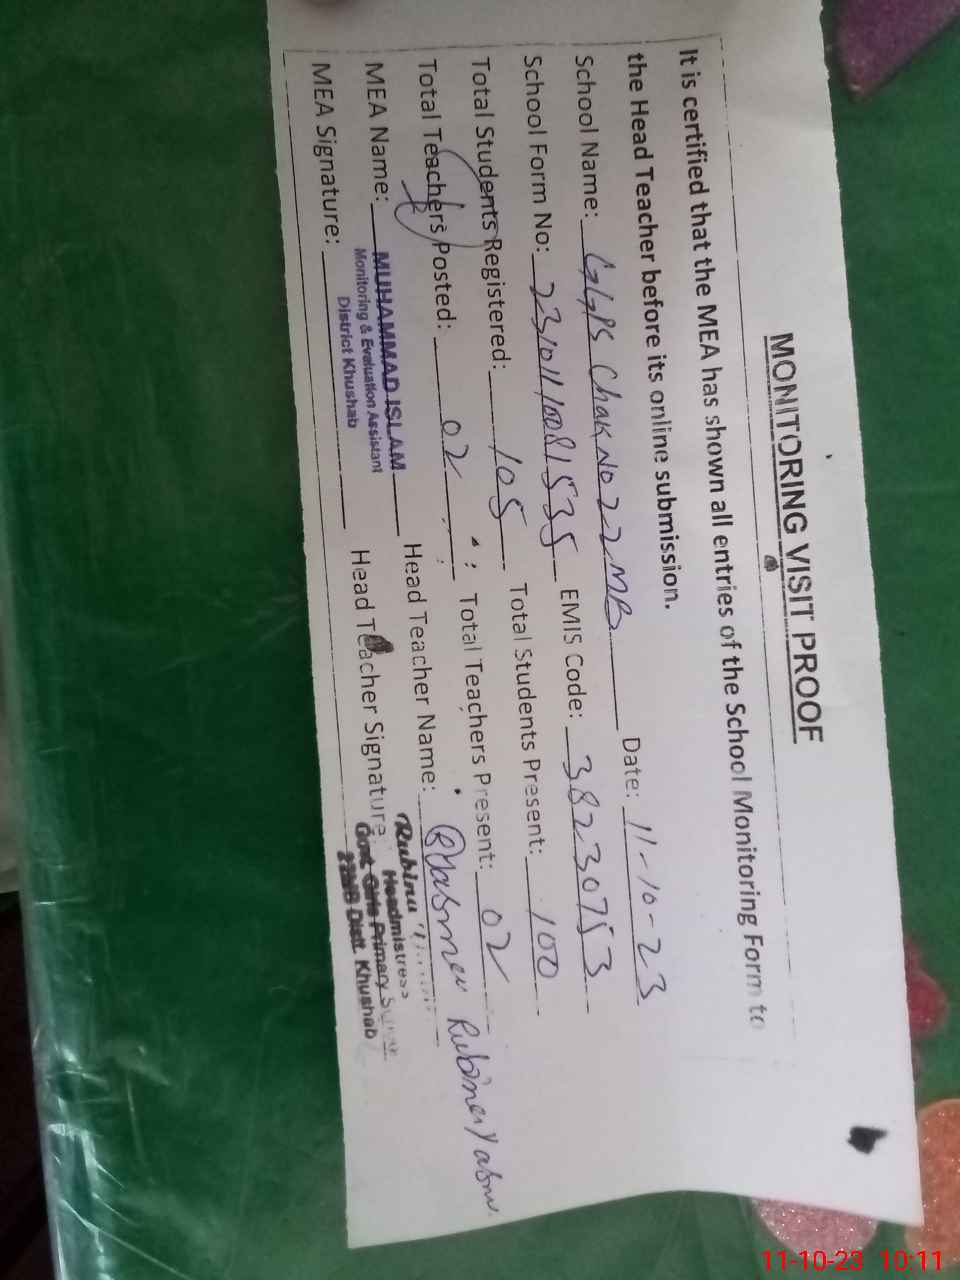 MONITORING VISIT PROOF
It is certified that the MEA has shown all entries of the School Monitoring Form to
the Head Teacher before its online submission.
School Name: GGPS Chak No 22 MB Date: 11-10-23
School Form No: 231011008 1535 EMIS Code: 38230753
Total Students Registered: 105 Total Students Present: 100
Total Teachers Posted: 02 Total Teachers Present: 02
MEA Name: MUHAMMAD ISLAM Head Teacher Name:
Monitoring & Evaluation Assistant
District Khushab
MEA Signature: Head Teacher Signature:
Rubina
Headmistress
Govt. Girls Primary
22MB Distt. Khushab
11-10-23 10:11